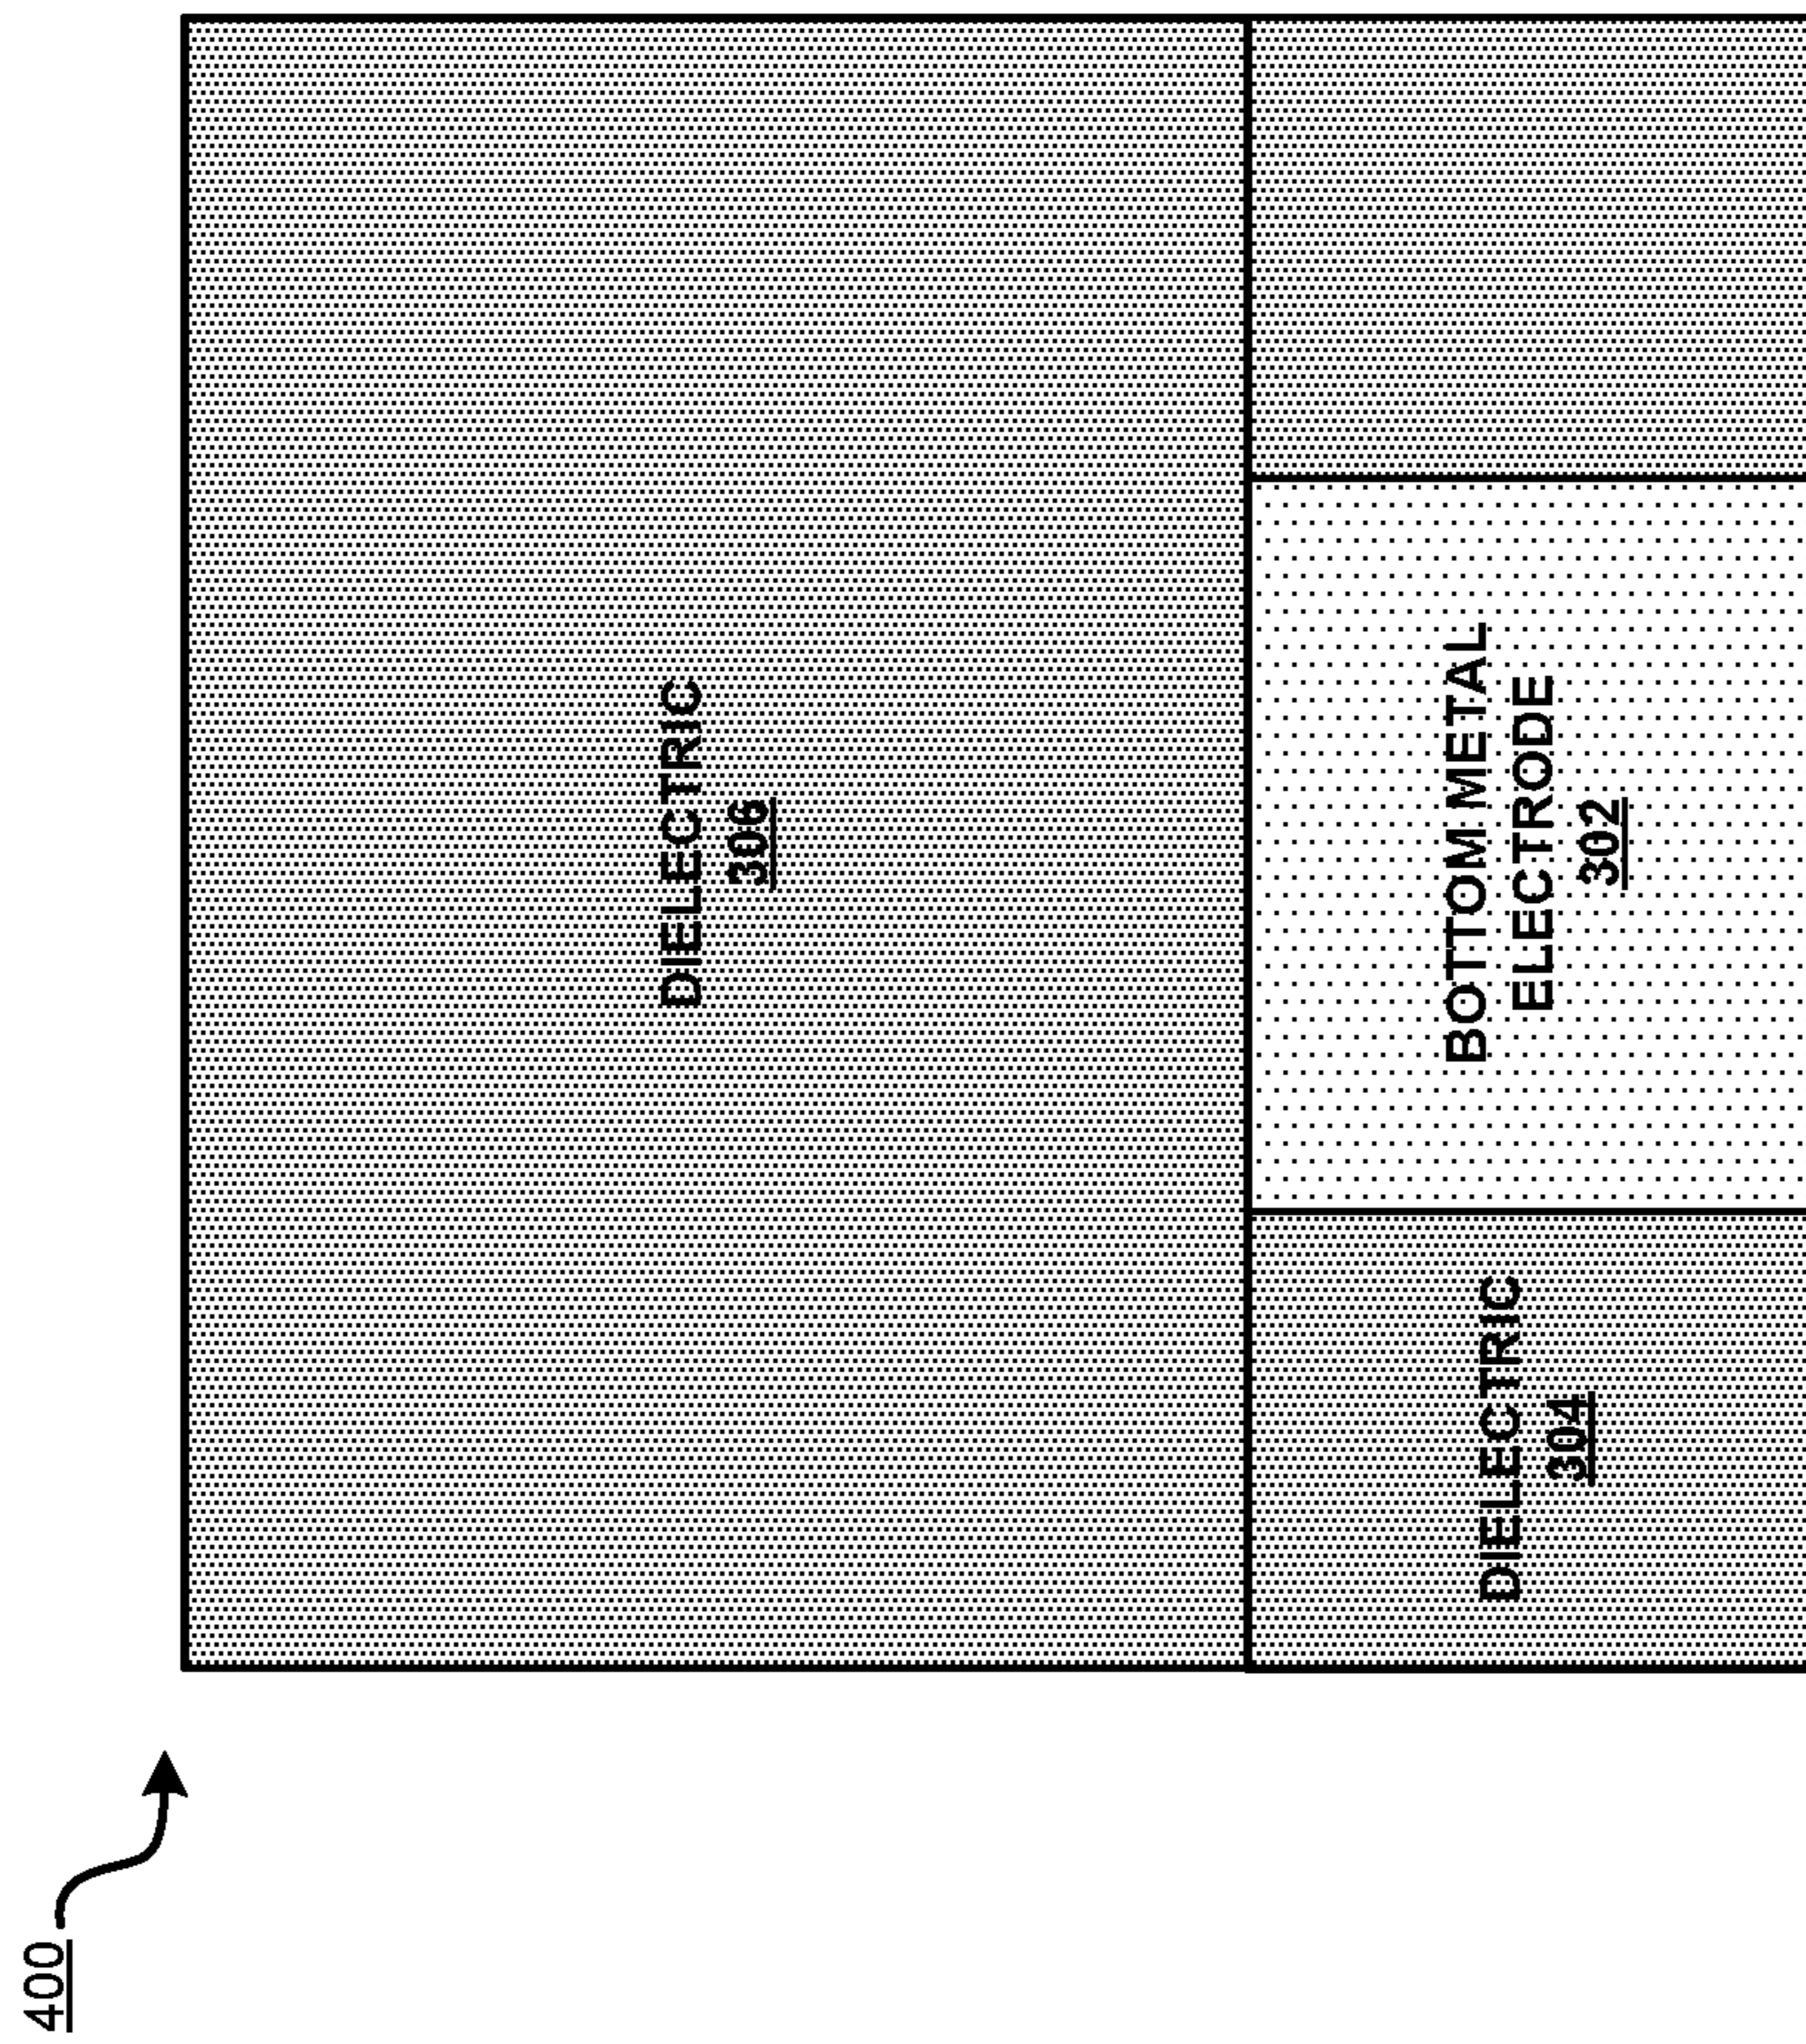 400
DIELECTRIC
306
DIELECTRIC
304
BOTTOM METAL
ELECTRODE
302